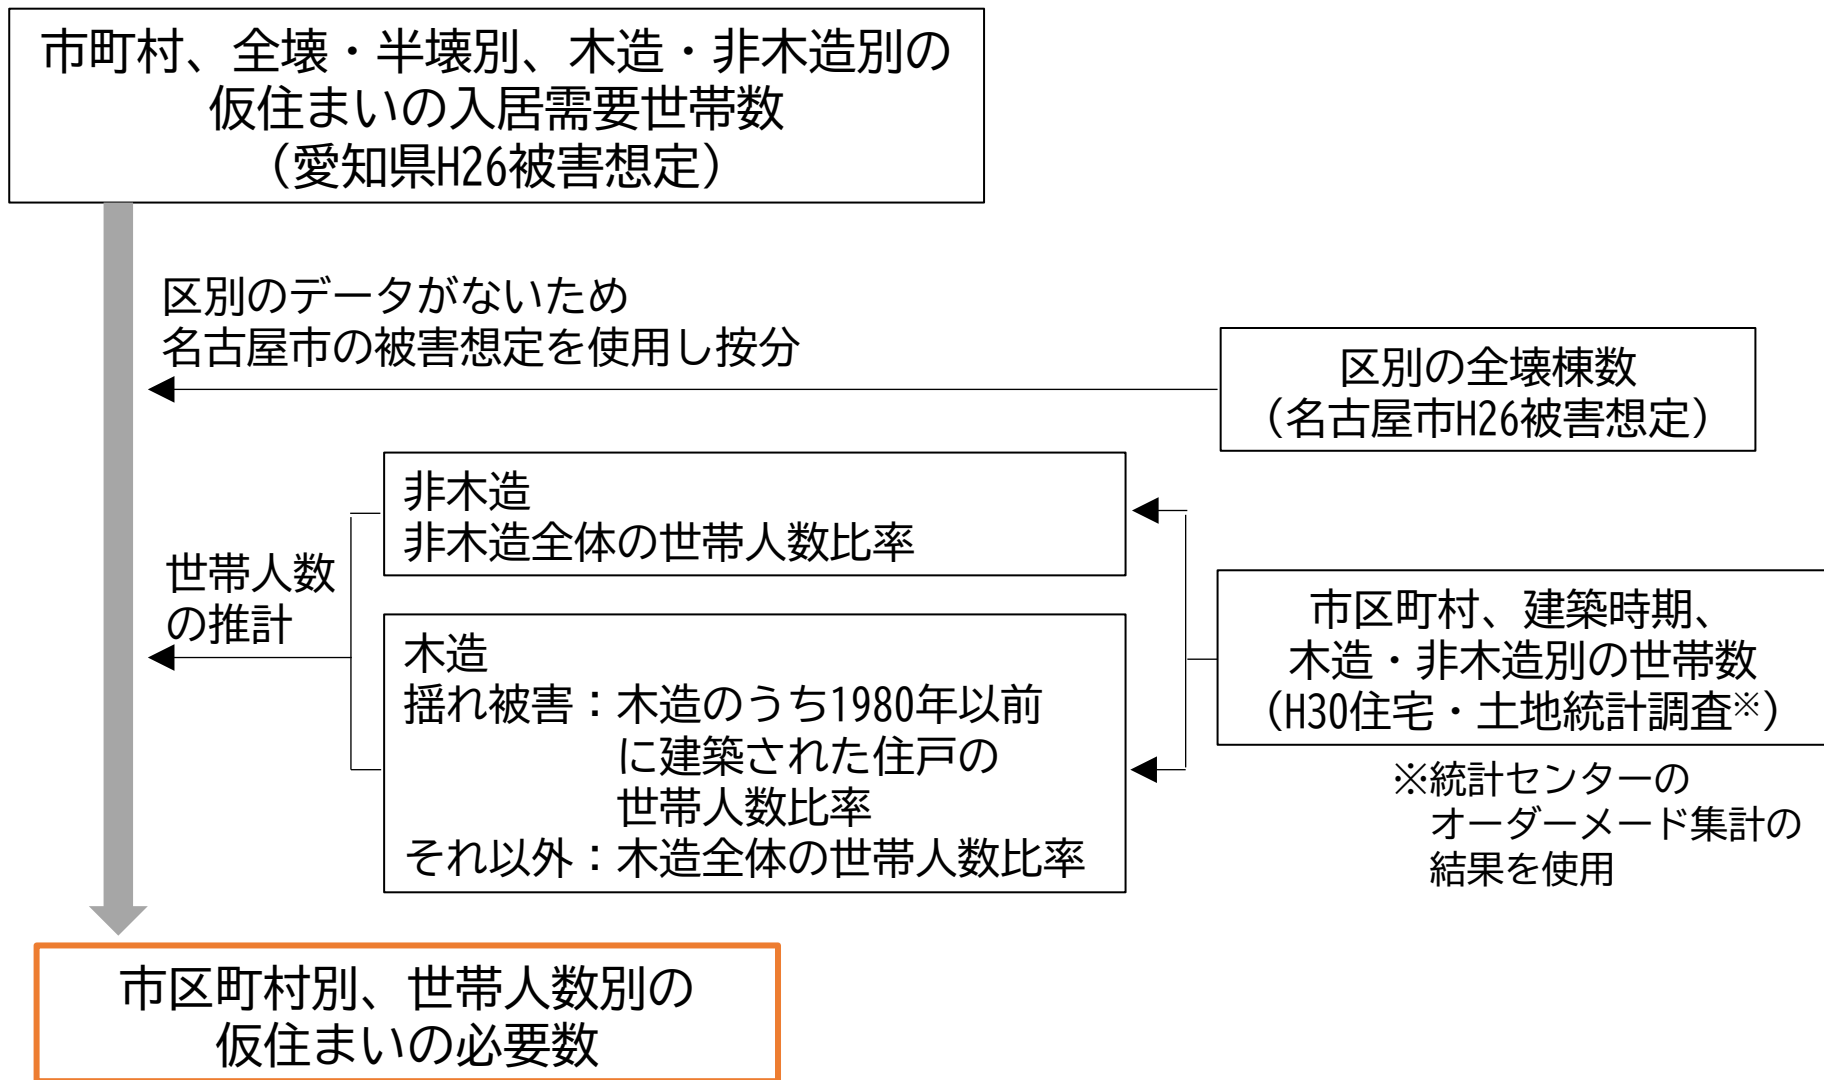 市町村、全壊・半壊別、木造・非木造別の
仮住まいの入居需要世帯数
（愛知県H26被害想定）
区別のデータがないため
名古屋市の被害想定を使用し按分
区別の全壊棟数
（名古屋市H26被害想定）
非木造
非木造全体の世帯人数比率
世帯人数
の推計
木造
揺れ被害：木造のうち1980年以前
に建築された住戸の
世帯人数比率
それ以外：木造全体の世帯人数比率
市区町村、建築時期、
木造・非木造別の世帯数
（H30住宅・土地統計調査※）
※統計センターの
オーダーメード集計の
結果を使用
市区町村別、世帯人数別の
仮住まいの必要数